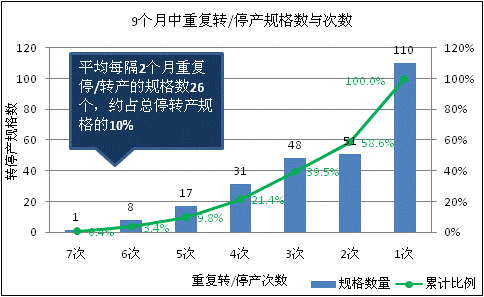 9个月中重复转/停产规格数与次数
平均每隔2个月重复
停/转产的规格数26
个，约占总停转产规
格的10%
转停产规格数
120
100
80
60
40
20
0
120%
100%
80%
60%
40%
20%
0%
1
8
17
31
48
51
110
0.4%
3.4%
9.8%
21.4%
39.5%
58.6%
100.0%
7次
6次
5次
4次
3次
2次
1次
重复转/停产次数
规格数量
累计比例